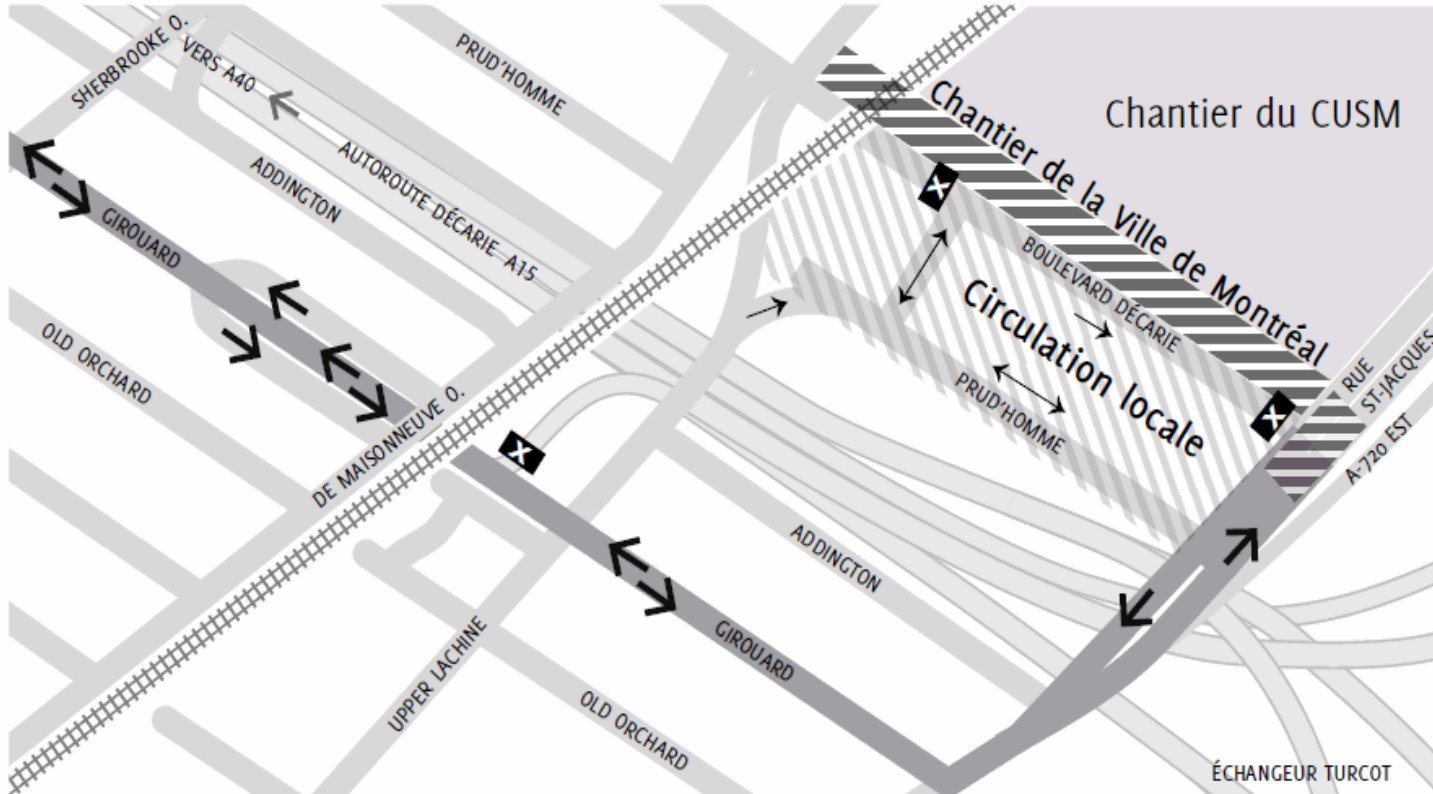 SHERBROOKE O.
VERS A40
PRUD'HOMME
Chantier du CUSM
Chantier de la Ville de Montréal
X
AUTOROUTE DÉCARIE A15
ADDINGTON
GIROUARD
BOULEVARD DÉCARIE
Circulation locale
OLD ORCHARD
PRUD'HOMME
X
RUE
ST-JACQUES
A-720 EST
DE MAISONNEUVE O.
X
ADDINGTON
GIROUARD
UPPER LACHINE
OLD ORCHARD
ÉCHANGEUR TURCOT